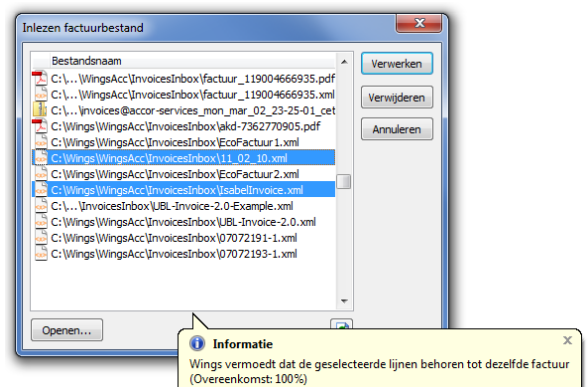 Inlezen factuurbestand
Bestandsnaam
C:\...\WingsAcc\InvoicesInbox\factuur_119004666935.pdf
C:\...\WingsAcc\InvoicesInbox\factuur_119004666935.xml
C:\...\invoices@accor-services_mon_mar_02_23-25-01_cet
C:\Wings\WingsAcc\InvoicesInbox\akd-7362770905.pdf
C:\Wings\WingsAcc\InvoicesInbox\EcoFactuur1.xml
C:\Wings\WingsAcc\InvoicesInbox\11_02_10.xml
C:\Wings\WingsAcc\InvoicesInbox\EcoFactuur2.xml
C:\Wings\WingsAcc\InvoicesInbox\IsabelInvoice.xml
C:\...\InvoicesInbox\UBL-Invoice-2.0-Example.xml
C:\Wings\WingsAcc\InvoicesInbox\UBL-Invoice-2.0.xml
C:\Wings\WingsAcc\InvoicesInbox\07072191-1.xml
C:\Wings\WingsAcc\InvoicesInbox\07072193-1.xml
Verwerken
Verwijderen
Annuleren
Openen...
Informatie
Wings vermoedt dat de geselecteerde lijnen behoren tot dezelfde factuur
(Overeenkomst: 100%)